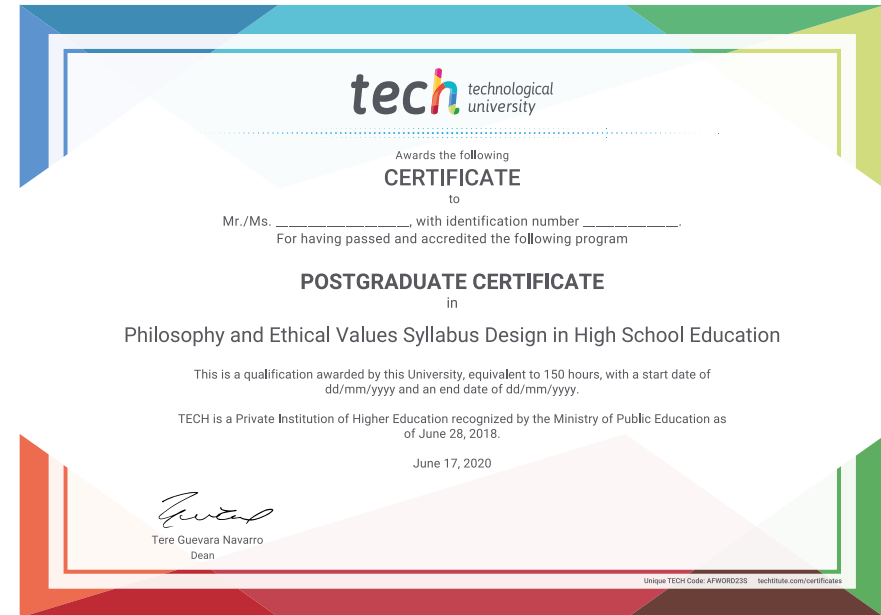 tech technological
university
Awards the following
CERTIFICATE
to
Mr./Ms. ____________________, with identification number ______________.
For having passed and accredited the following program
POSTGRADUATE CERTIFICATE
in
Philosophy and Ethical Values Syllabus Design in High School Education
This is a qualification awarded by this University, equivalent to 150 hours, with a start date of
dd/mm/yyyy and an end date of dd/mm/yyyy.
TECH is a Private Institution of Higher Education recognized by the Ministry of Public Education as
of June 28, 2018.
June 17, 2020
Tere Guevara Navarro
Dean
Unique TECH Code: AFWORD23S techtitute.com/certificates